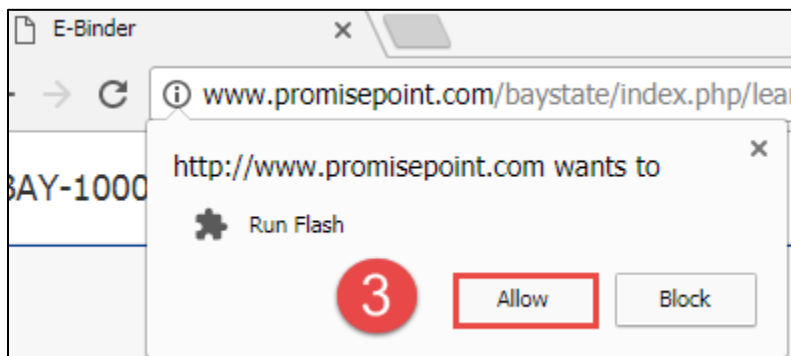 E-Binder
www.promisepoint.com/baystate/index.php/lea
http://www.promisepoint.com wants to
BAY-1000
Run Flash
3
Allow
Block